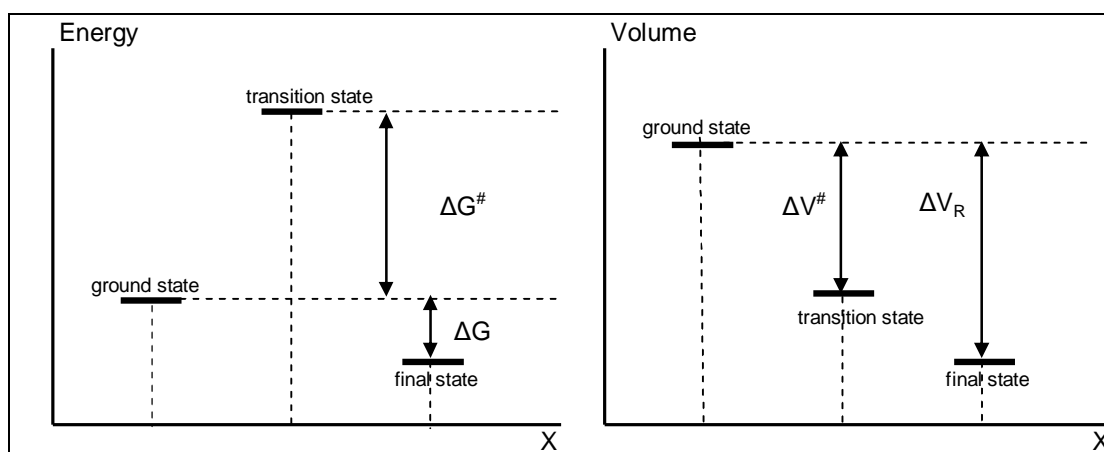 Energy
transition state
ΔG#
ground state
ΔG
final state
X
Volume
ground state
ΔV#
ΔVR
transition state
final state
X